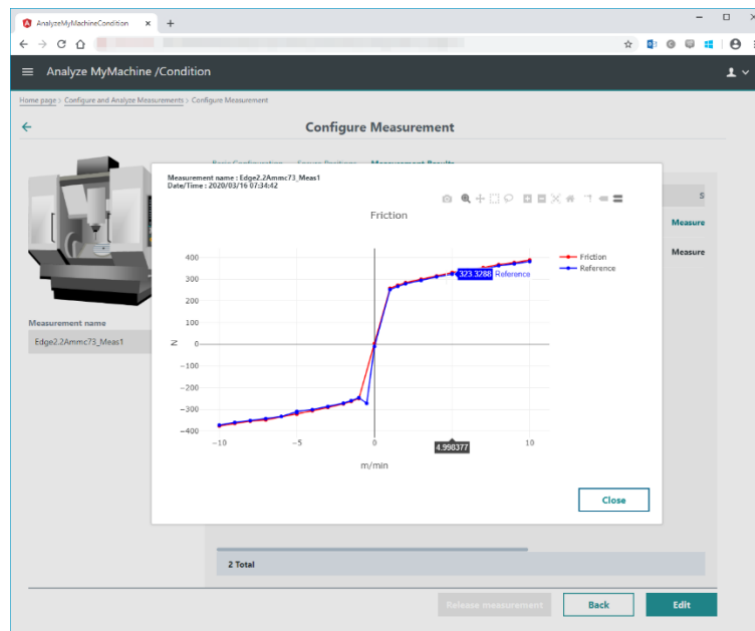 AnalyzeMyMachineCondition
Analyze MyMachine /Condition
Home page > Configure and Analyze Measurements > Configure Measurement
Configure Measurement
Measurement Results
Measurement name : Edge2.2Ammc73_Meas1
Date/Time : 2020/03/16 07:34:42
Friction
400
300
200
100
0
−100
−200
−300
−400
N
−10
−5
0
4.998377
10
m/min
323.3288 Reference
Friction
Reference
S
Measure
Measure
Measurement name
Edge2.2Ammc73_Meas1
Close
2 Total
Release measurement
Back
Edit